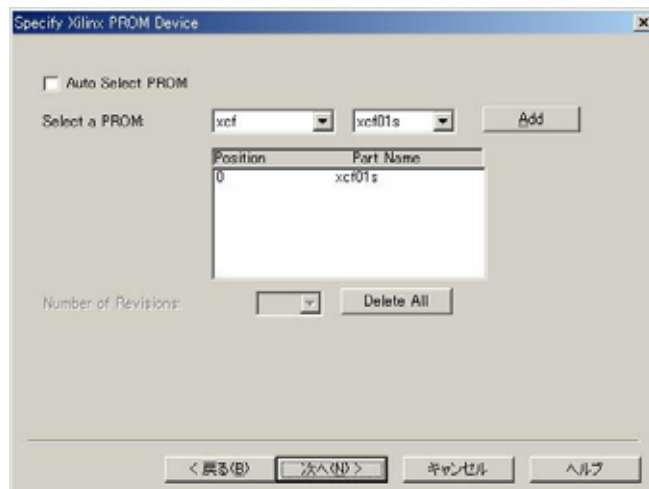 Specify Xilinx PROM Device
Auto Select PROM
Select a PROM: xcf xcf01s Add
Position Part Name
0 xcf01s
Number of Revisions: Delete All
< 戻る(B) 次へ(N) > キャンセル ヘルプ